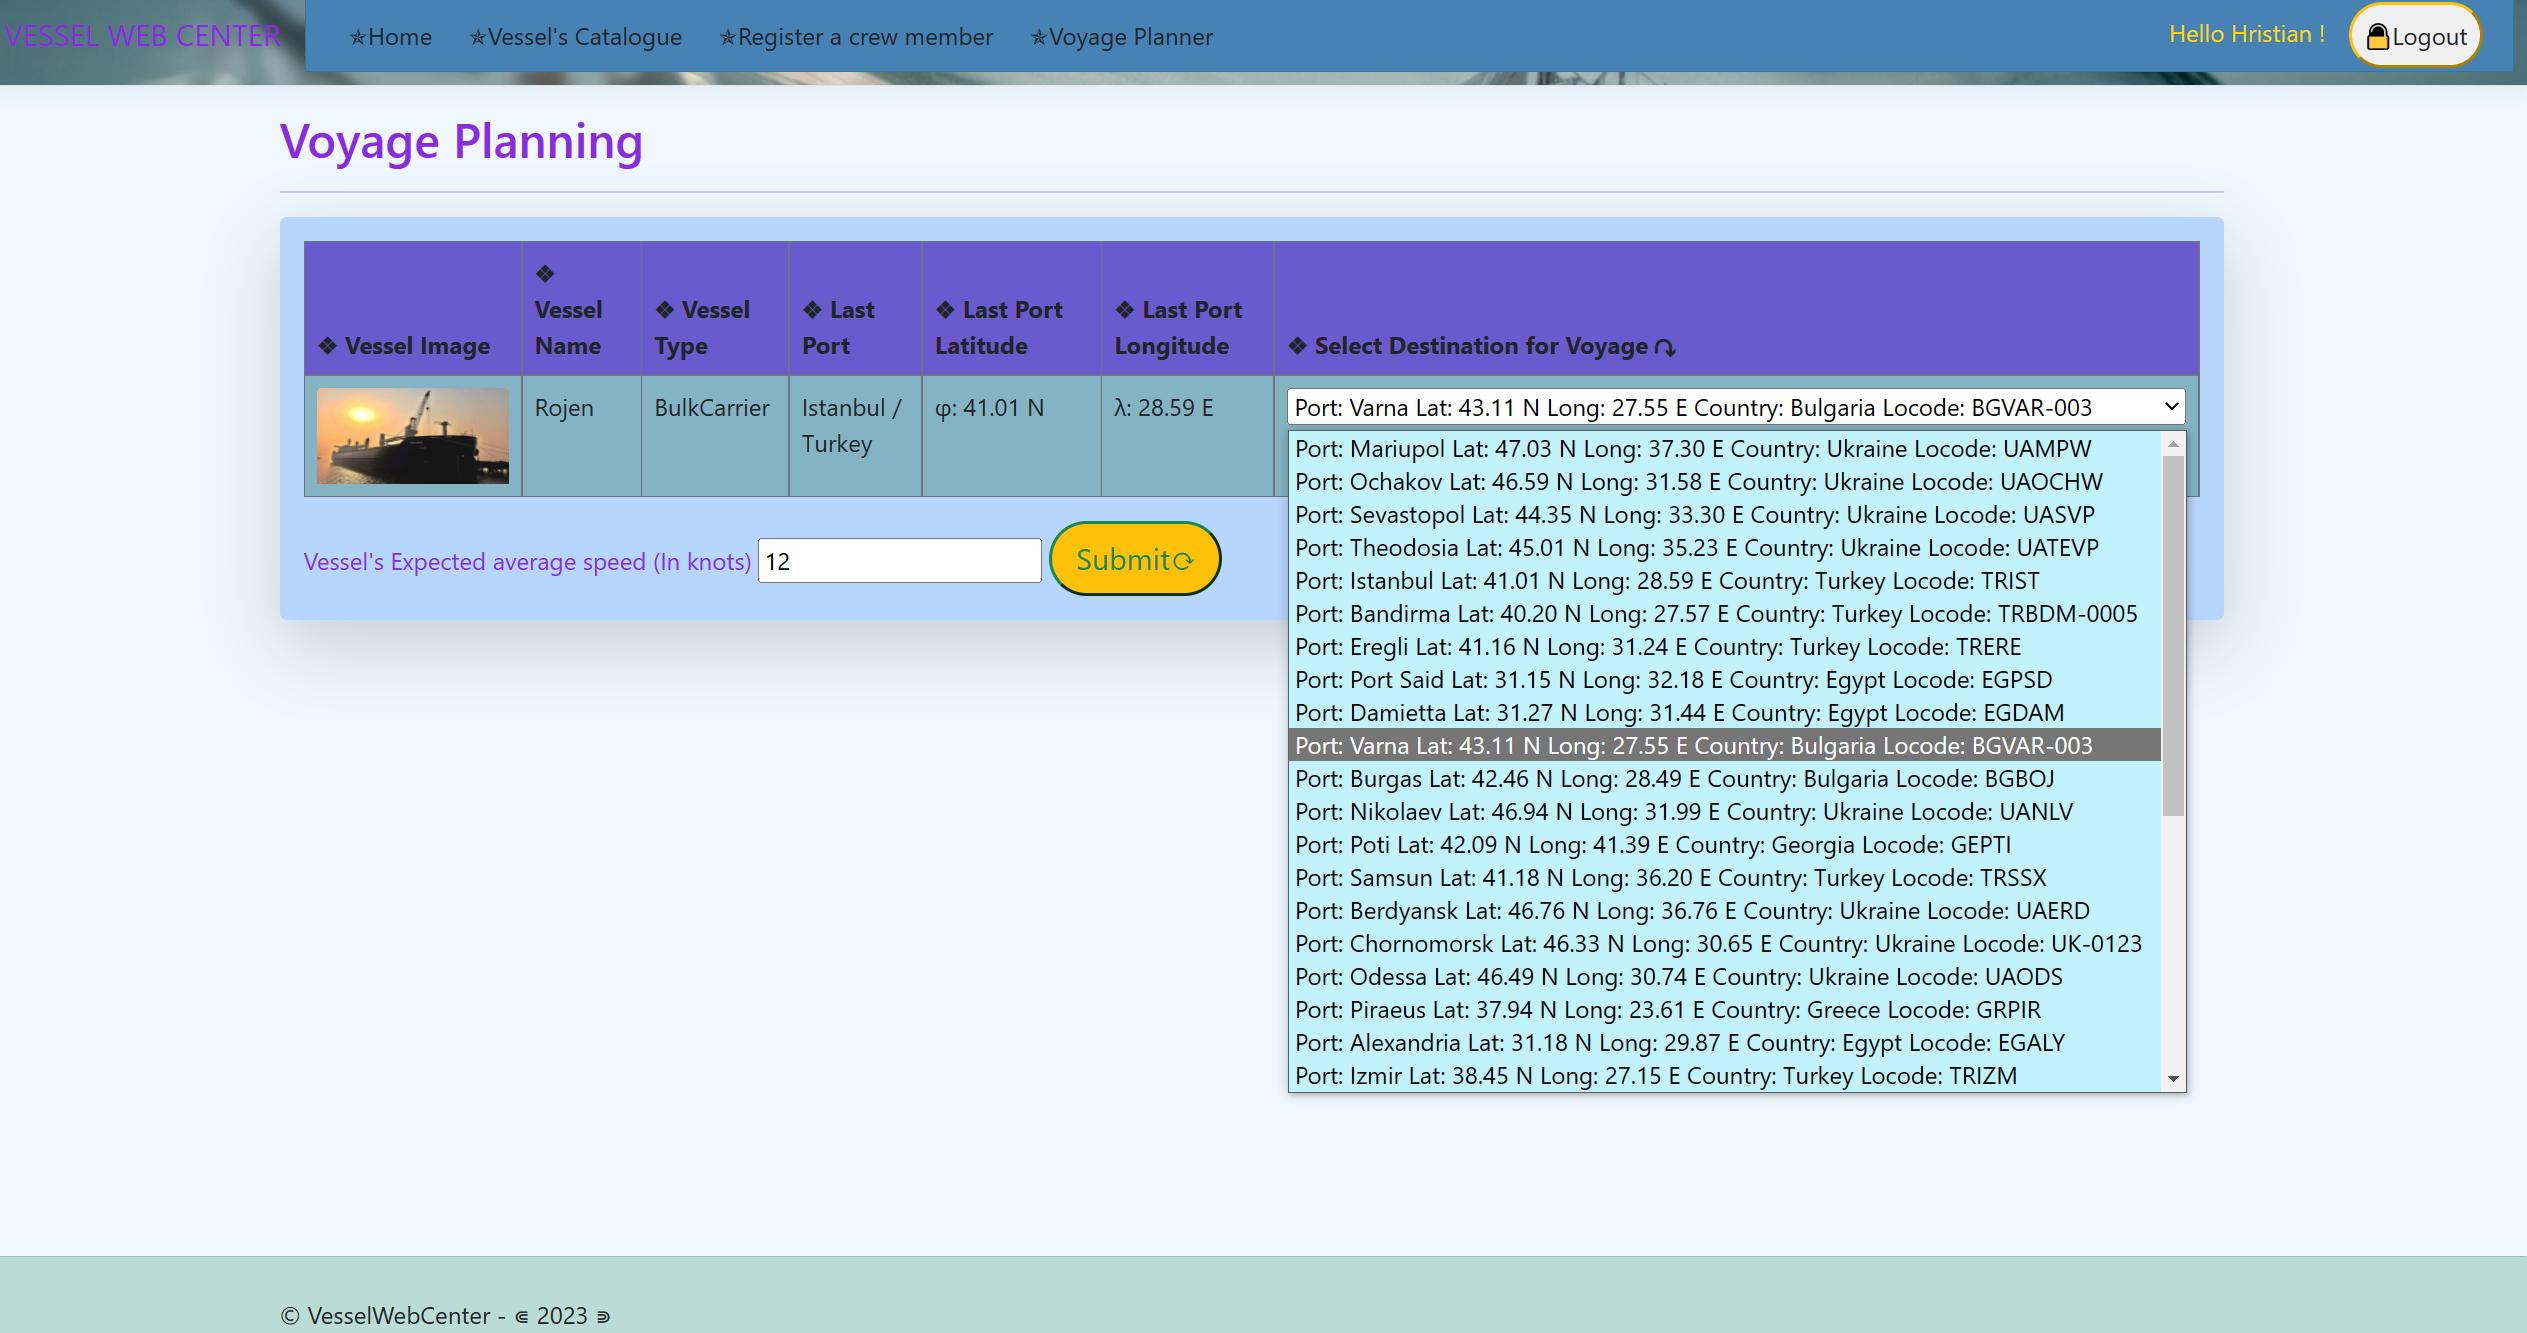 VESSEL WEB CENTER
✯Home ✯Vessel's Catalogue ✯Register a crew member ✯Voyage Planner
Hello Hristian !
🔒Logout
Voyage Planning
❖ Vessel Image
❖ Vessel Name
❖ Vessel Type
❖ Last Port
❖ Last Port Latitude
❖ Last Port Longitude
❖ Select Destination for Voyage
Rojen
BulkCarrier
Istanbul /
Turkey
φ: 41.01 N
λ: 28.59 E
Port: Varna Lat: 43.11 N Long: 27.55 E Country: Bulgaria Locode: BGVAR-003
Port: Mariupol Lat: 47.03 N Long: 37.30 E Country: Ukraine Locode: UAMPW
Port: Ochakov Lat: 46.59 N Long: 31.58 E Country: Ukraine Locode: UAOCHW
Port: Sevastopol Lat: 44.35 N Long: 33.30 E Country: Ukraine Locode: UASVP
Port: Theodosia Lat: 45.01 N Long: 35.23 E Country: Ukraine Locode: UATEVP
Port: Istanbul Lat: 41.01 N Long: 28.59 E Country: Turkey Locode: TRIST
Port: Bandirma Lat: 40.20 N Long: 27.57 E Country: Turkey Locode: TRBDM-0005
Port: Eregli Lat: 41.16 N Long: 31.24 E Country: Turkey Locode: TRERE
Port: Port Said Lat: 31.15 N Long: 32.18 E Country: Egypt Locode: EGPSD
Port: Damietta Lat: 31.27 N Long: 31.44 E Country: Egypt Locode: EGDAM
Port: Varna Lat: 43.11 N Long: 27.55 E Country: Bulgaria Locode: BGVAR-003
Port: Burgas Lat: 42.46 N Long: 28.49 E Country: Bulgaria Locode: BGBOJ
Port: Nikolaev Lat: 46.94 N Long: 31.99 E Country: Ukraine Locode: UANLV
Port: Poti Lat: 42.09 N Long: 41.39 E Country: Georgia Locode: GEPTI
Port: Samsun Lat: 41.18 N Long: 36.20 E Country: Turkey Locode: TRSSX
Port: Berdyansk Lat: 46.76 N Long: 36.76 E Country: Ukraine Locode: UAERD
Port: Chornomorsk Lat: 46.33 N Long: 30.65 E Country: Ukraine Locode: UK-0123
Port: Odessa Lat: 46.49 N Long: 30.74 E Country: Ukraine Locode: UAODS
Port: Piraeus Lat: 37.94 N Long: 23.61 E Country: Greece Locode: GRPIR
Port: Alexandria Lat: 31.18 N Long: 29.87 E Country: Egypt Locode: EGALY
Port: Izmir Lat: 38.45 N Long: 27.15 E Country: Turkey Locode: TRIZM
Vessel's Expected average speed (In knots) 12 Submit⟳
© VesselWebCenter - ⋐ 2023 ⋑